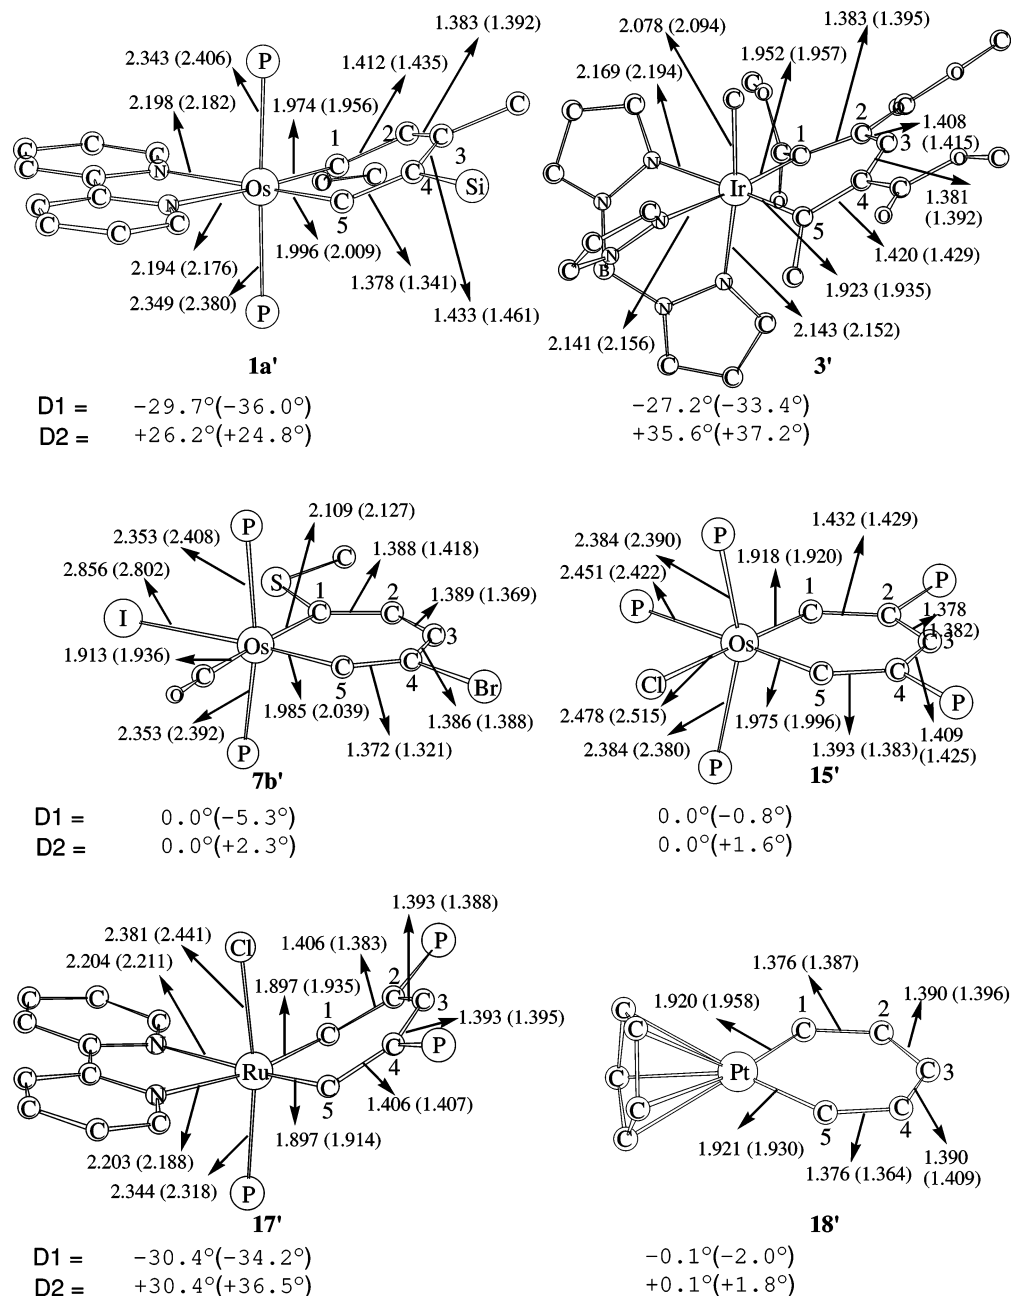 1.383 (1.392)
2.343 (2.406)
P
1.412 (1.435)
2.198 (2.182)
1.974 (1.956)
C
1
2
C
C
3
C
C
C
C
C
N
C
C
C
4
Si
Os
C
C
N
C
5
C
C
C
2.194 (2.176)
1.996 (2.009)
1.378 (1.341)
2.349 (2.380)
P
1.433 (1.461)
1a'
D1 = -29.7°(-36.0°)
D2 = +26.2°(+24.8°)
2.078 (2.094)
1.383 (1.395)
1.952 (1.957)
C
2.169 (2.194)
C
O
C
O
C
C
C
2
1.408
(1.415)
1
C
C
3
N
C
C
C
O
C
Ir
4
C
C
1.381
(1.392)
N
C
N
O
C
5
O
C
C
N
B
N
C
1.420 (1.429)
N
1.923 (1.935)
C
2.143 (2.152)
2.141 (2.156)
C
C
3'
-27.2°(-33.4°)
+35.6°(+37.2°)
2.109 (2.127)
P
2.353 (2.408)
C
1.388 (1.418)
2.856 (2.802)
S
1
2
1.389 (1.369)
I
C
C
C
3
Os
1.913 (1.936)
C
C
4
C
5
Br
O
1.985 (2.039)
1.386 (1.388)
2.353 (2.392)
1.372 (1.321)
P
7b'
D1 = 0.0°(-5.3°)
D2 = 0.0°(+2.3°)
1.432 (1.429)
P
2.384 (2.390)
1.918 (1.920)
2.451 (2.422)
1
2
P
P
C
C
1.378
(1.382)
Os
C
3
Cl
C
5
C
4
P
2.478 (2.515)
1.975 (1.996)
1.409
(1.425)
2.384 (2.380)
1.393 (1.383)
P
15'
0.0°(-0.8°)
0.0°(+1.6°)
1.393 (1.388)
2.381 (2.441)
Cl
1.406 (1.383)
P
2.204 (2.211)
1.897 (1.935)
2
C
C
1
C
C
3
C
C
C
1.393 (1.395)
C
N
C
P
4
Ru
C
C
C
N
5
1.406 (1.407)
C
C
C
1.897 (1.914)
2.203 (2.188)
2.344 (2.318)
P
17'
D1 = -30.4°(-34.2°)
D2 = +30.4°(+36.5°)
1.376 (1.387)
1.920 (1.958)
1.390 (1.396)
C
1
2
C
C
C
C
Pt
C
3
C
C
C
C
5
4
1.921 (1.930)
1.376 (1.364)
1.390
(1.409)
18'
-0.1°(-2.0°)
+0.1°(+1.8°)